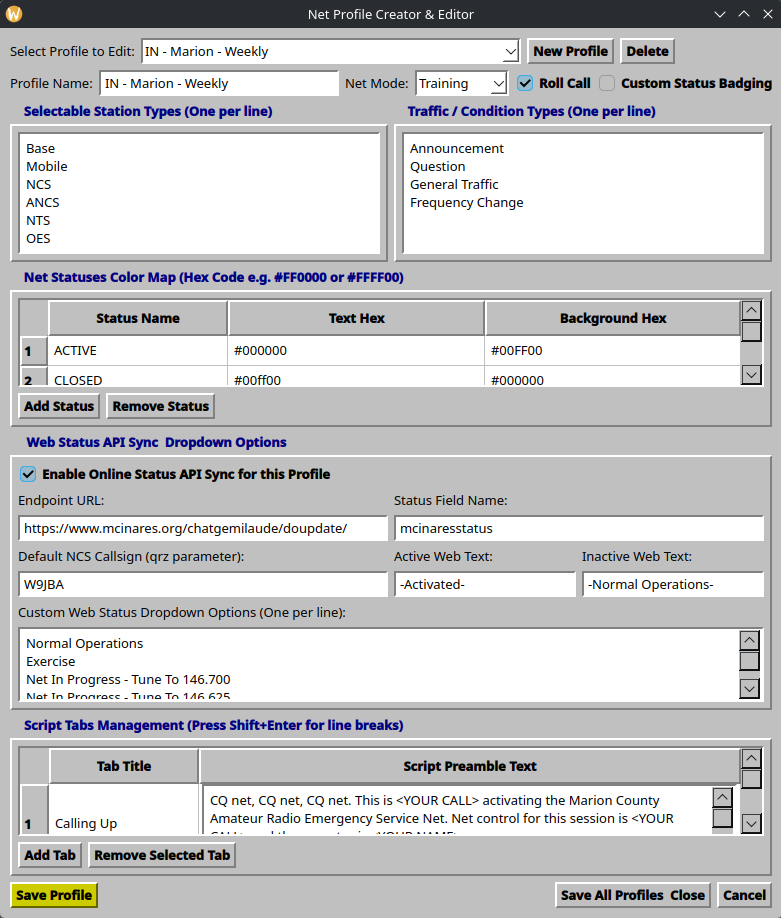 W Net Profile Creator & Editor
Select Profile to Edit: IN - Marion - Weekly New Profile Delete
Profile Name: IN - Marion - Weekly Net Mode: Training Roll Call Custom Status Badging
Selectable Station Types (One per line) Traffic / Condition Types (One per line)
Base
Mobile
NCS
ANCS
NTS
OES
Announcement
Question
General Traffic
Frequency Change
Net Statuses Color Map (Hex Code e.g. #FF0000 or #FFFF00)
Status Name Text Hex Background Hex
1 ACTIVE #000000 #00FF00
2 CLOSED #00ff00 #000000
Add Status Remove Status
Web Status API Sync Dropdown Options
Enable Online Status API Sync for this Profile
Endpoint URL: Status Field Name:
https://www.mcinares.org/chatgemilaude/doupdate/ mcinaresstatus
Default NCS Callsign (qrz parameter): Active Web Text: Inactive Web Text:
W9JBA -Activated- -Normal Operations-
Custom Web Status Dropdown Options (One per line):
Normal Operations
Exercise
Net In Progress - Tune To 146.700
Net In Progress - Tune To 146.625
Script Tabs Management (Press Shift+Enter for line breaks)
Tab Title Script Preamble Text
1 Calling Up
CQ net, CQ net, CQ net. This is <YOUR CALL> activating the Marion County
Amateur Radio Emergency Service Net. Net control for this session is <YOUR
Add Tab Remove Selected Tab
Save Profile Save All Profiles Close Cancel